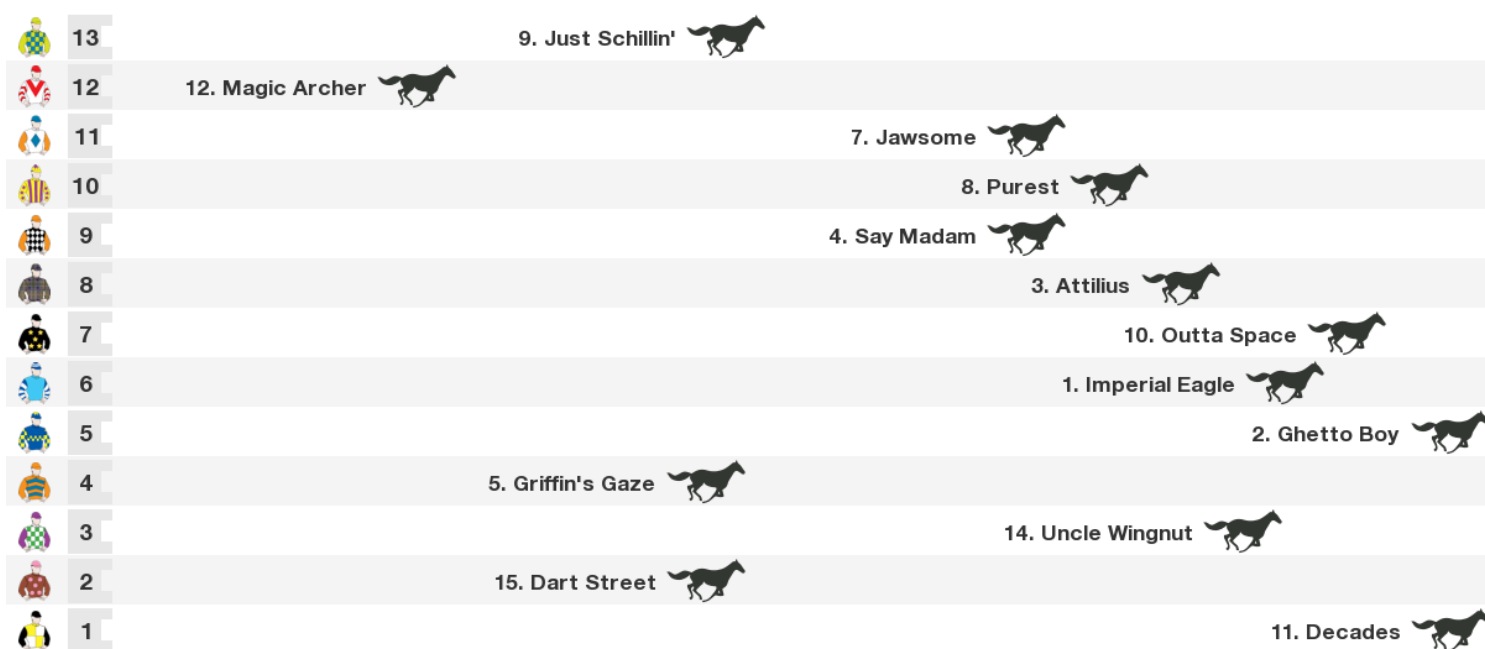 13 9. Just Schillin'
12 12. Magic Archer
11 7. Jawsome
10 8. Purest
9 4. Say Madam
8 3. Attilius
7 10. Outta Space
6 1. Imperial Eagle
5 2. Ghetto Boy
4 5. Griffin's Gaze
3 14. Uncle Wingnut
2 15. Dart Street
1 11. Decades